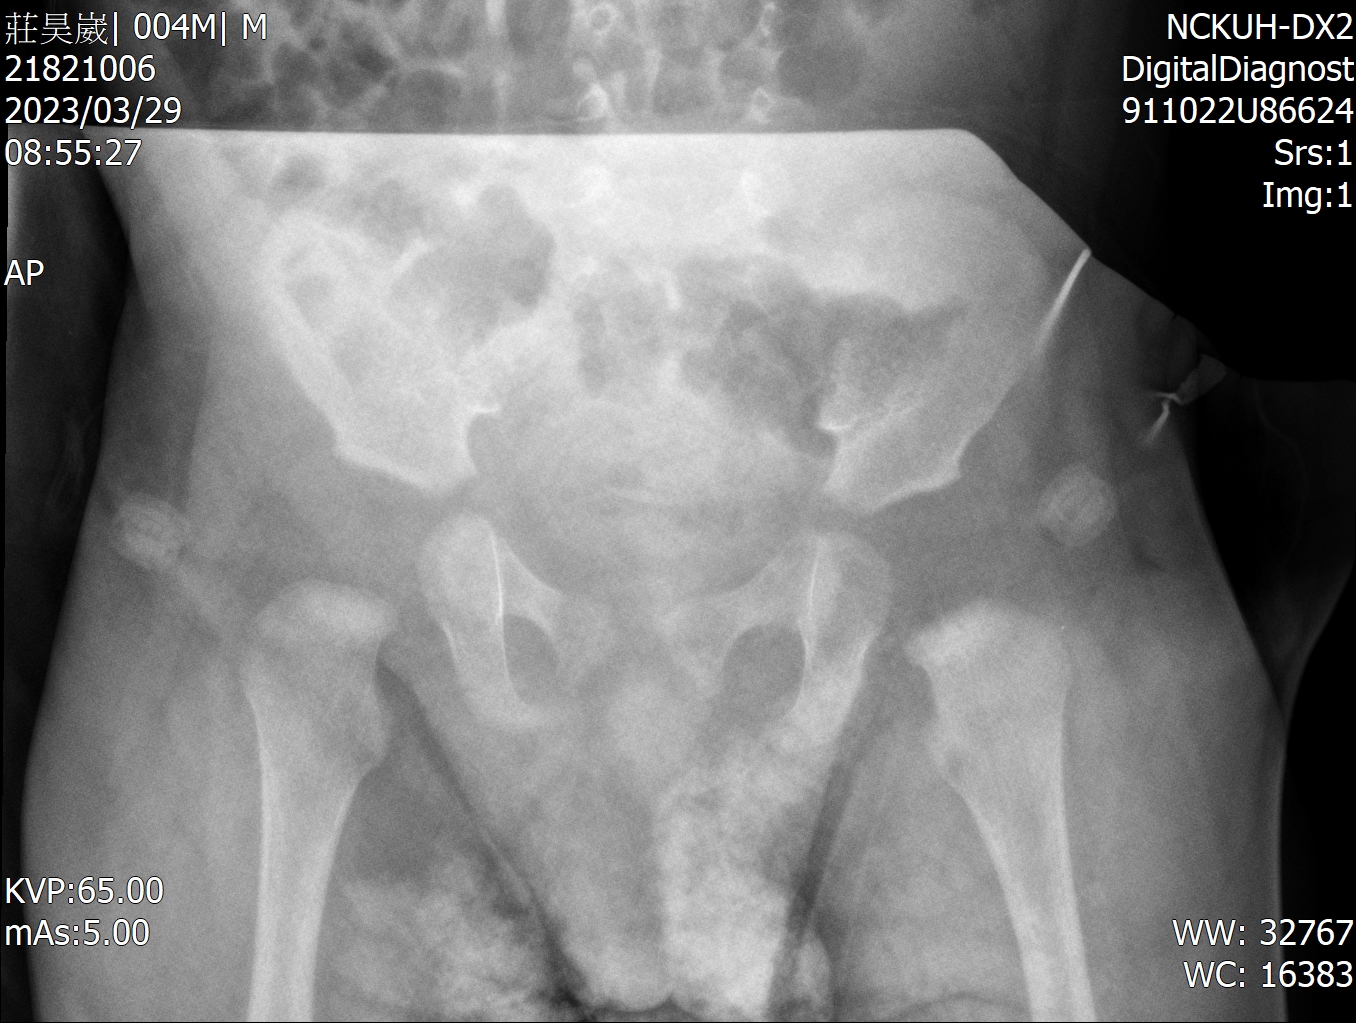 莊昊崴| 004M| M
21821006
2023/03/29
08:55:27
AP
KVP:65.00
mAs:5.00
NCKUH-DX2
DigitalDiagnost
911022U86624
Srs:1
Img:1
WW: 32767
WC: 16383